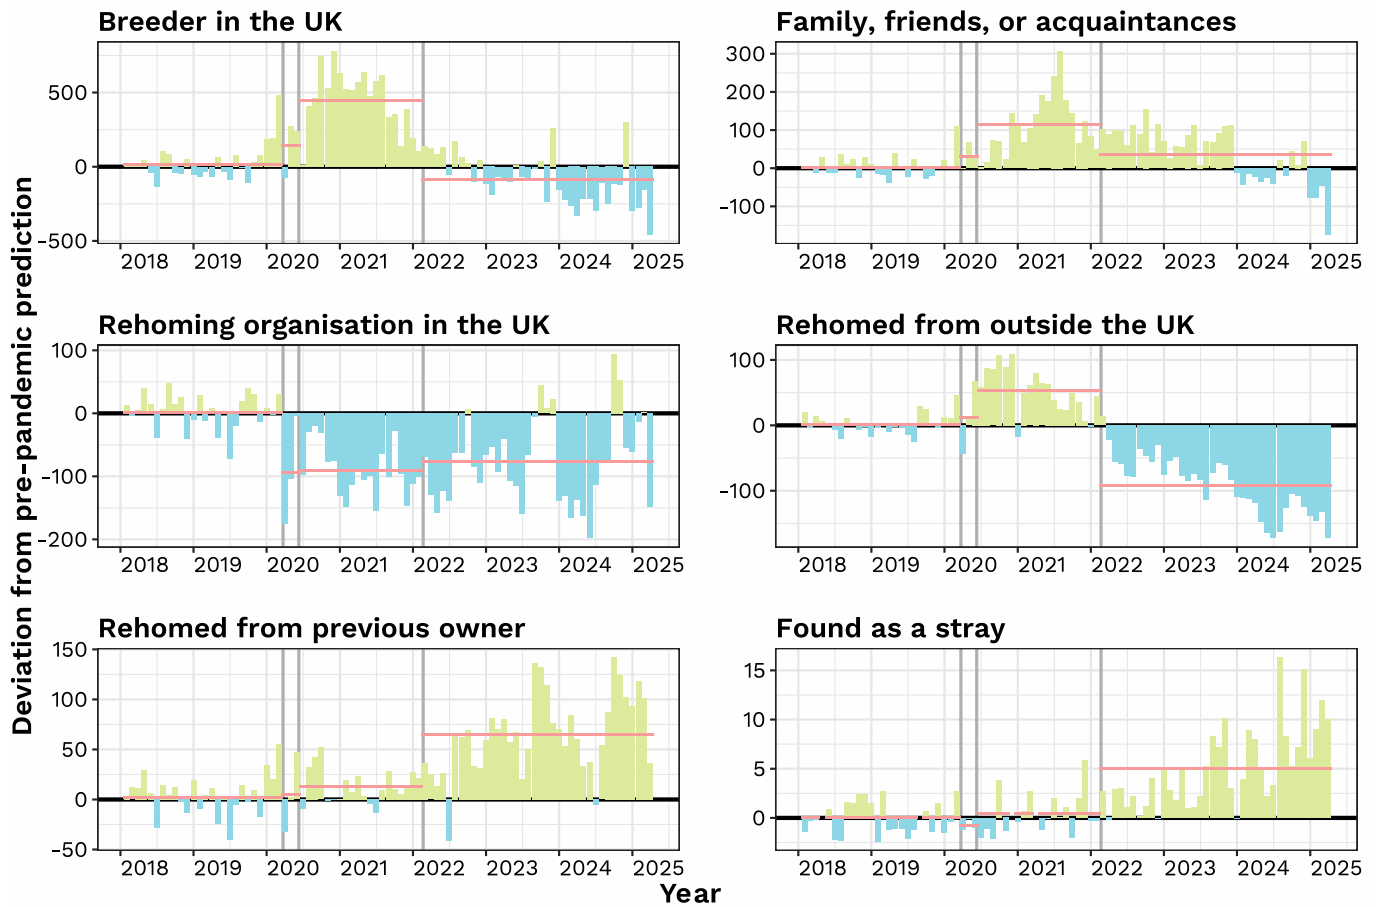 Deviation from pre-pandemic prediction
Breeder in the UK
500
0
-500
2018 2019 2020 2021 2022 2023 2024 2025
Family, friends, or acquaintances
300
200
100
0
-100
2018 2019 2020 2021 2022 2023 2024 2025
Rehoming organisation in the UK
100
0
-100
-200
2018 2019 2020 2021 2022 2023 2024 2025
Rehomed from outside the UK
100
0
-100
2018 2019 2020 2021 2022 2023 2024 2025
Rehomed from previous owner
150
100
50
0
-50
2018 2019 2020 2021 2022 2023 2024 2025
Found as a stray
15
10
5
0
2018 2019 2020 2021 2022 2023 2024 2025
Year